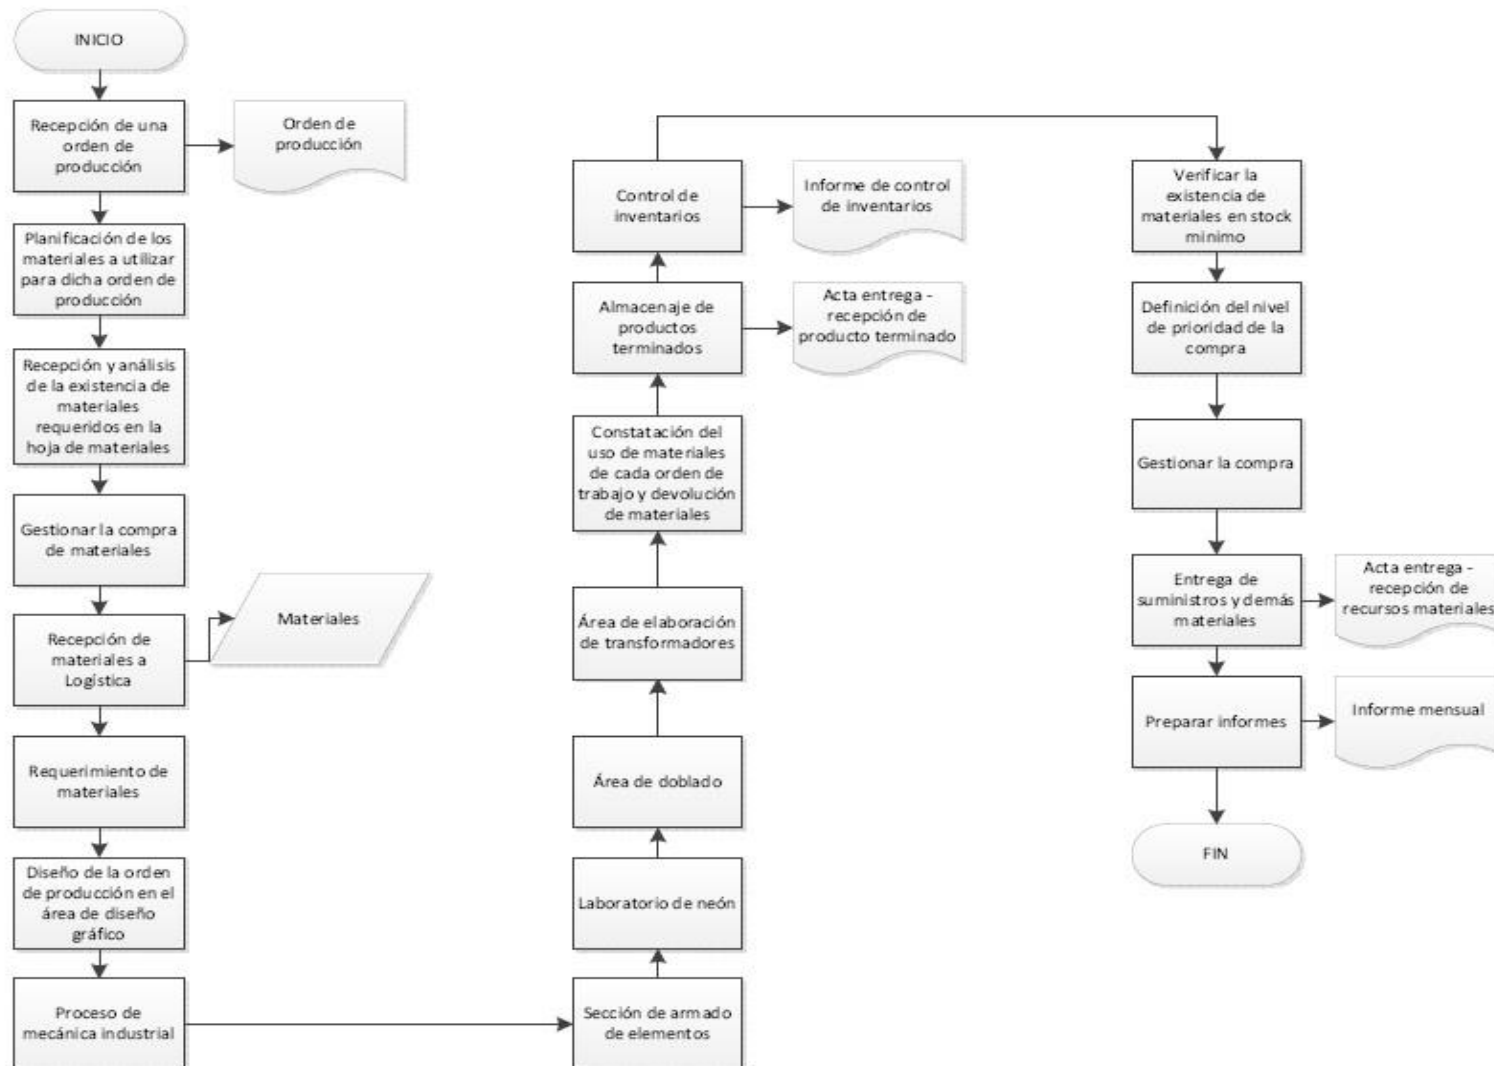 INICIO
Recepción de una
orden de
producción
Orden de
producción
Planificación de los
materiales a utilizar
para dicha orden de
producción
Recepción y análisis
de la existencia de
materiales
requeridos en la
hoja de materiales
Gestionar la compra
de materiales
Recepción de
materiales a
Logística
Materiales
Requerimiento de
materiales
Diseño de la orden
de producción en el
área de diseño
gráfico
Proceso de
mecánica industrial
Sección de armado
de elementos
Laboratorio de neón
Área de doblado
Área de elaboración
de transformadores
Constatación del
uso de materiales
de cada orden de
trabajo y devolución
de materiales
Almacenaje de
productos
terminados
Acta entrega -
recepción de
producto terminado
Control de
inventarios
Informe de control
de inventarios
Verificar la
existencia de
materiales en stock
minimo
Definición del nivel
de prioridad de la
compra
Gestionar la compra
Entrega de
suministros y demás
materiales
Acta entrega -
recepción de
recursos materiales
Preparar informes
Informe mensual
FIN